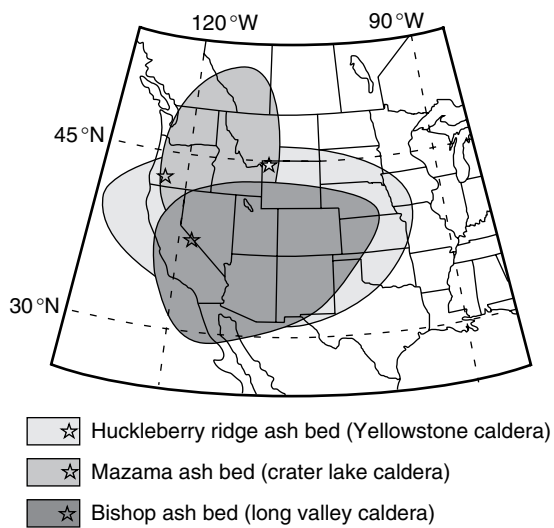 120°W 90°W
45°N
30°N
Huckleberry ridge ash bed (Yellowstone caldera)
Mazama ash bed (crater lake caldera)
Bishop ash bed (long valley caldera)